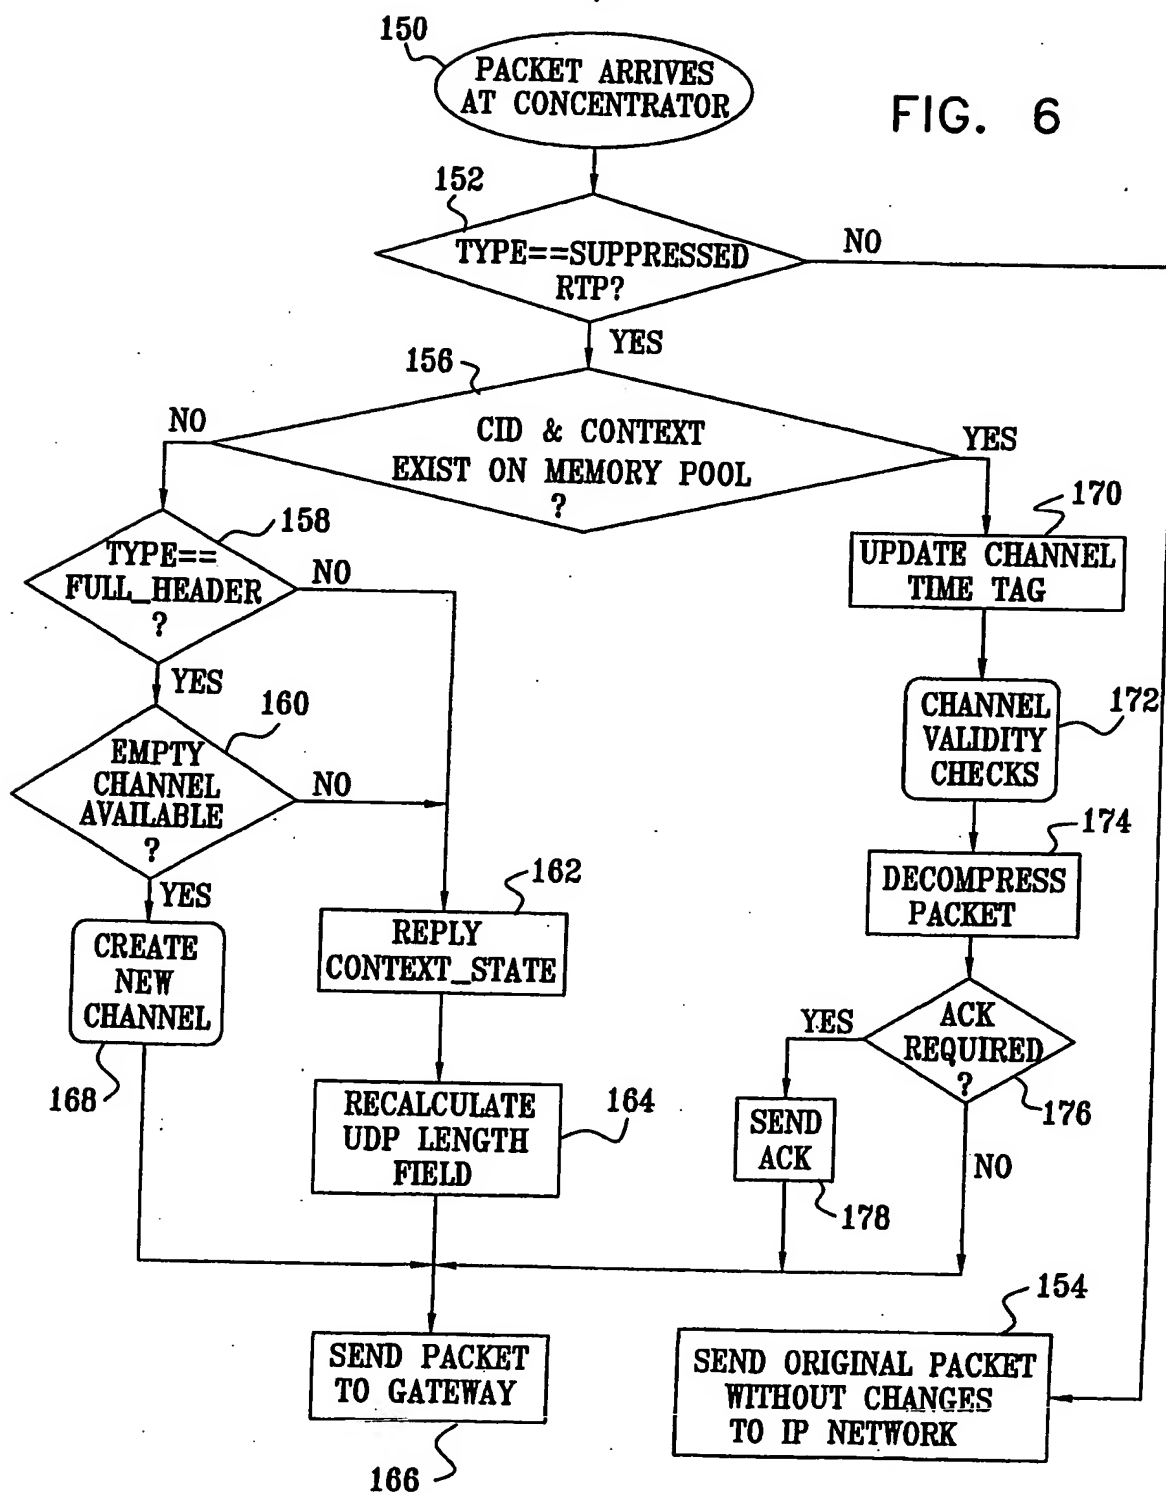 150
PACKET ARRIVES
AT CONCENTRATOR
FIG. 6
152
TYPE==SUPPRESSED
RTP?
NO
YES
156
CID & CONTEXT
EXIST ON MEMORY POOL
?
NO
YES
158
TYPE==
FULL_HEADER
?
NO
YES
170
UPDATE CHANNEL
TIME TAG
160
EMPTY
CHANNEL
AVAILABLE
?
NO
YES
172
CHANNEL
VALIDITY
CHECKS
174
DECOMPRESS
PACKET
162
REPLY
CONTEXT_STATE
CREATE
NEW
CHANNEL
168
ACK
REQUIRED
?
YES
176
NO
164
RECALCULATE
UDP LENGTH
FIELD
SEND
ACK
178
154
SEND PACKET
TO GATEWAY
166
SEND ORIGINAL PACKET
WITHOUT CHANGES
TO IP NETWORK